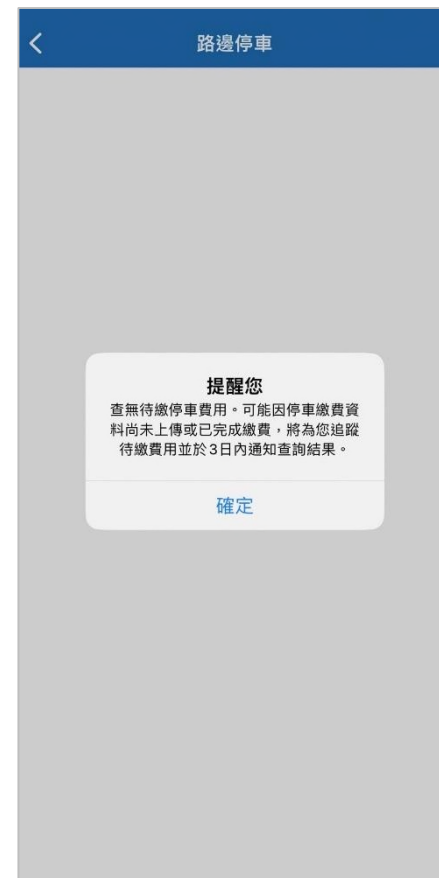 路邊停車
提醒您
查無待繳停車費用。可能因停車繳費資
料尚未上傳或已完成繳費，將為您追蹤
待繳費用並於3日內通知查詢結果。
確定